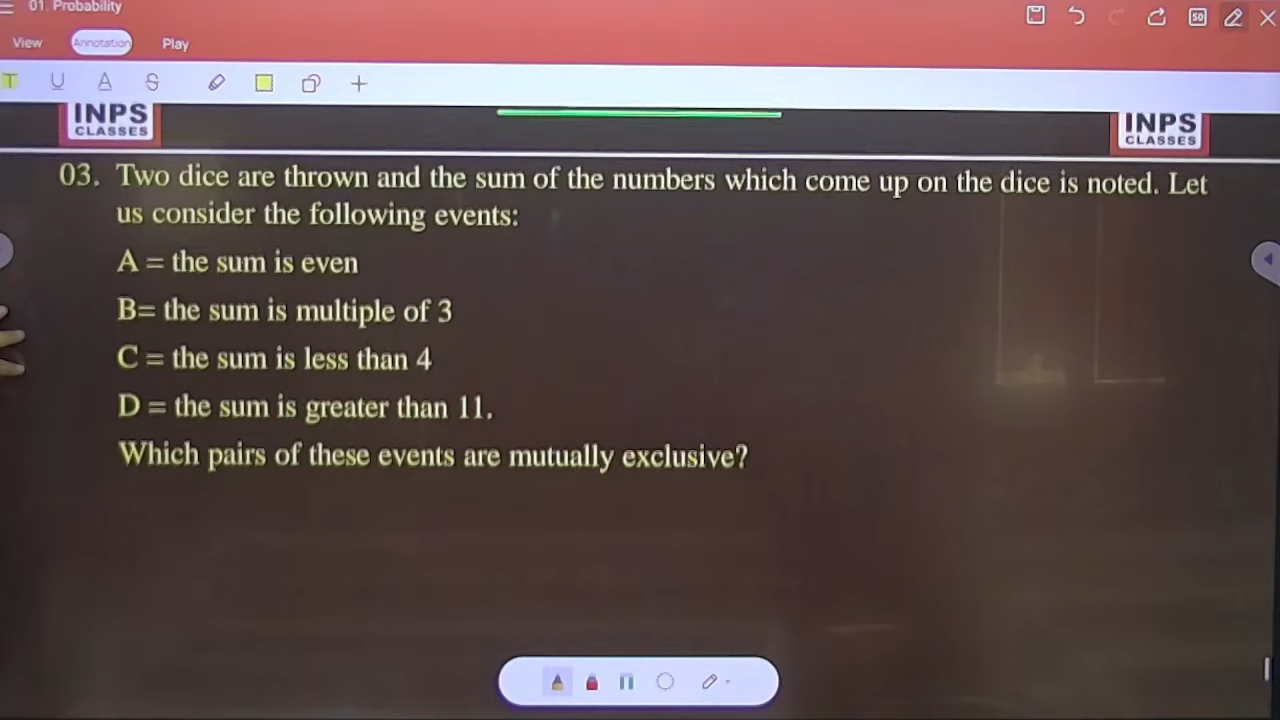 01. Probability
50
View Annotation Play
T U A S
INPS
CLASSES
INPS
CLASSES
03. Two dice are thrown and the sum of the numbers which come up on the dice is noted. Let
us consider the following events:
A = the sum is even
B= the sum is multiple of 3
C = the sum is less than 4
D = the sum is greater than 11.
Which pairs of these events are mutually exclusive?